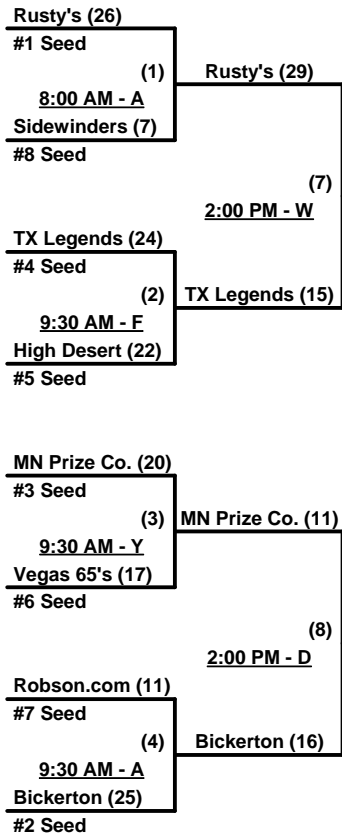 Rusty's (26)
#1 Seed
(1)
8:00 AM - A
Sidewinders (7)
#8 Seed
Rusty's (29)
(7)
2:00 PM - W
TX Legends (24)
#4 Seed
(2)
9:30 AM - F
High Desert (22)
#5 Seed
TX Legends (15)
MN Prize Co. (20)
#3 Seed
(3)
9:30 AM - Y
Vegas 65's (17)
#6 Seed
MN Prize Co. (11)
(8)
2:00 PM - D
Robson.com (11)
#7 Seed
(4)
9:30 AM - A
Bickerton (25)
#2 Seed
Bickerton (16)